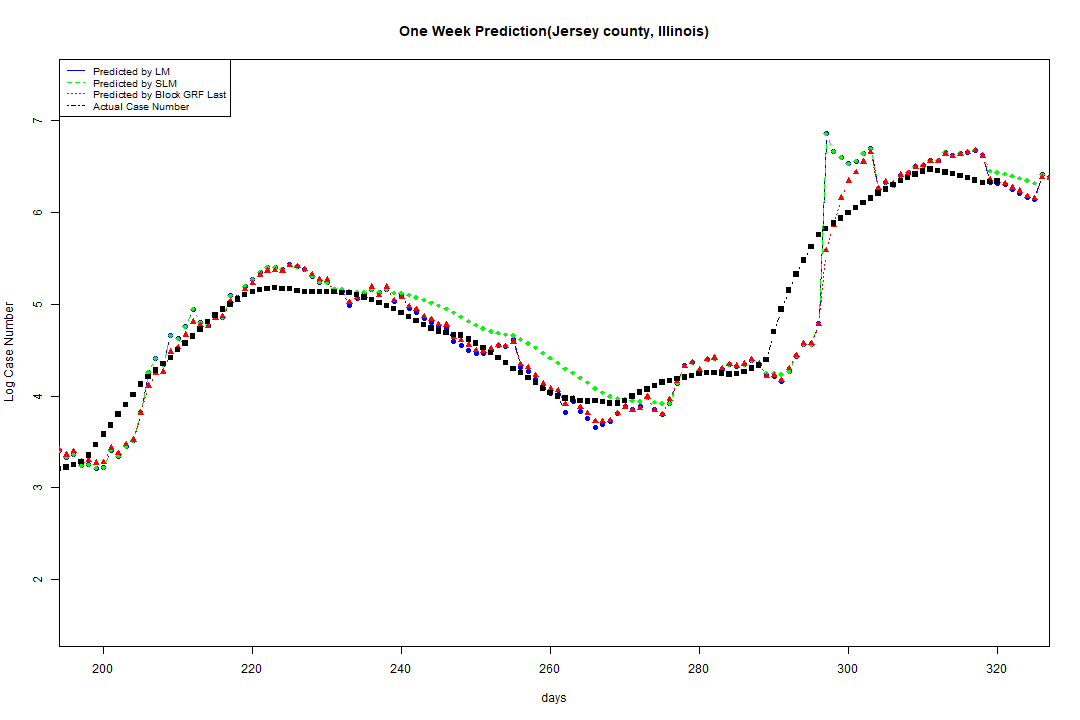 One Week Prediction(Jersey county, Illinois)
Predicted by LM
Predicted by SLM
Predicted by Block GRF Last
Actual Case Number
Log Case Number
7
6
5
4
3
2
200 220 240 260 280 300 320
days